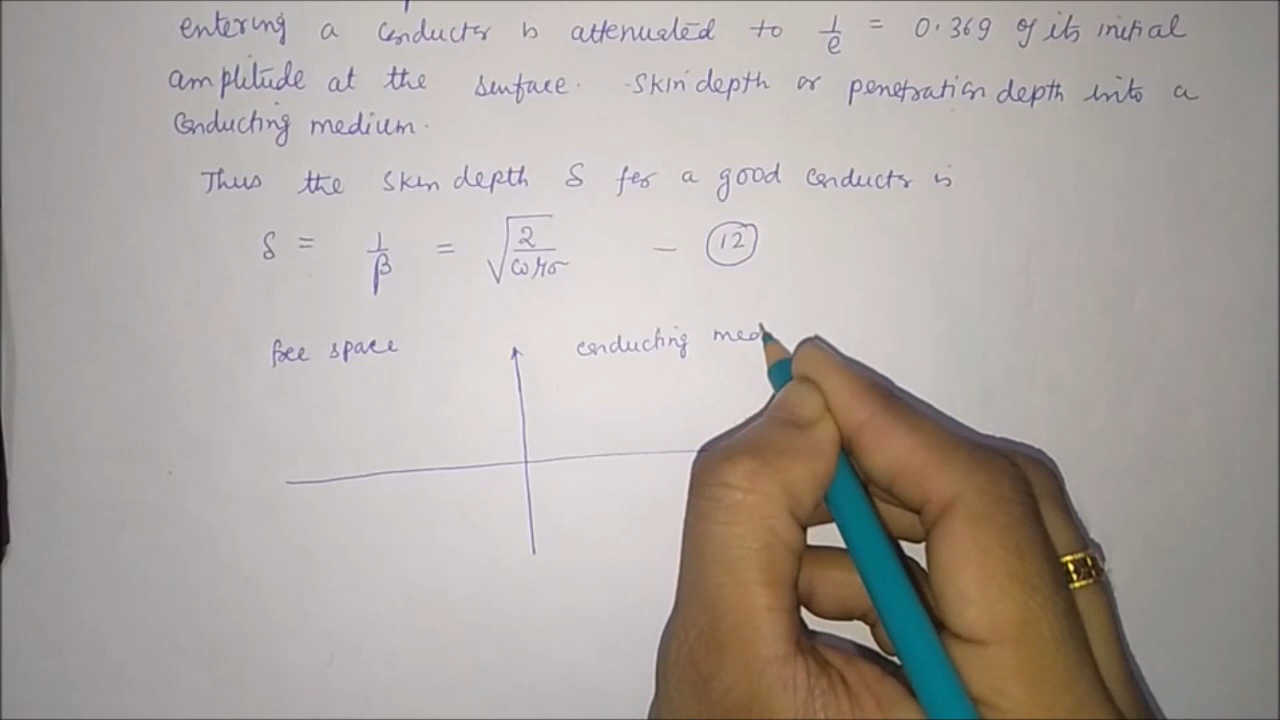 entering a conductor is attenuated to 1/e = 0.369 of its initial
amplitude at the surface. Skin depth or penetration depth into a
conducting medium.
Thus the skin depth δ for a good conductor is
δ = 1/β = √(2/ωμσ) - (12)
free space conducting med